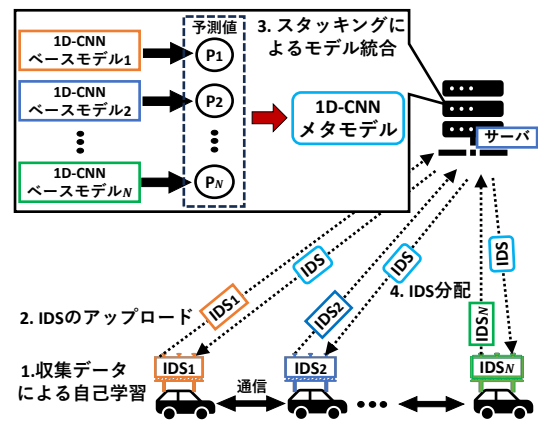 予測値
3. スタッキングに
よるモデル統合
1D-CNN
ベースモデル1
P1
1D-CNN
ベースモデル2
P2
1D-CNN
メタモデル
1D-CNN
ベースモデルN
PN
サーバ
IDS1
IDS
IDS2
IDS
IDSN
IDS
4. IDS分配
2. IDSのアップロード
1.収集データ
による自己学習
IDS1
IDS2
IDSN
通信